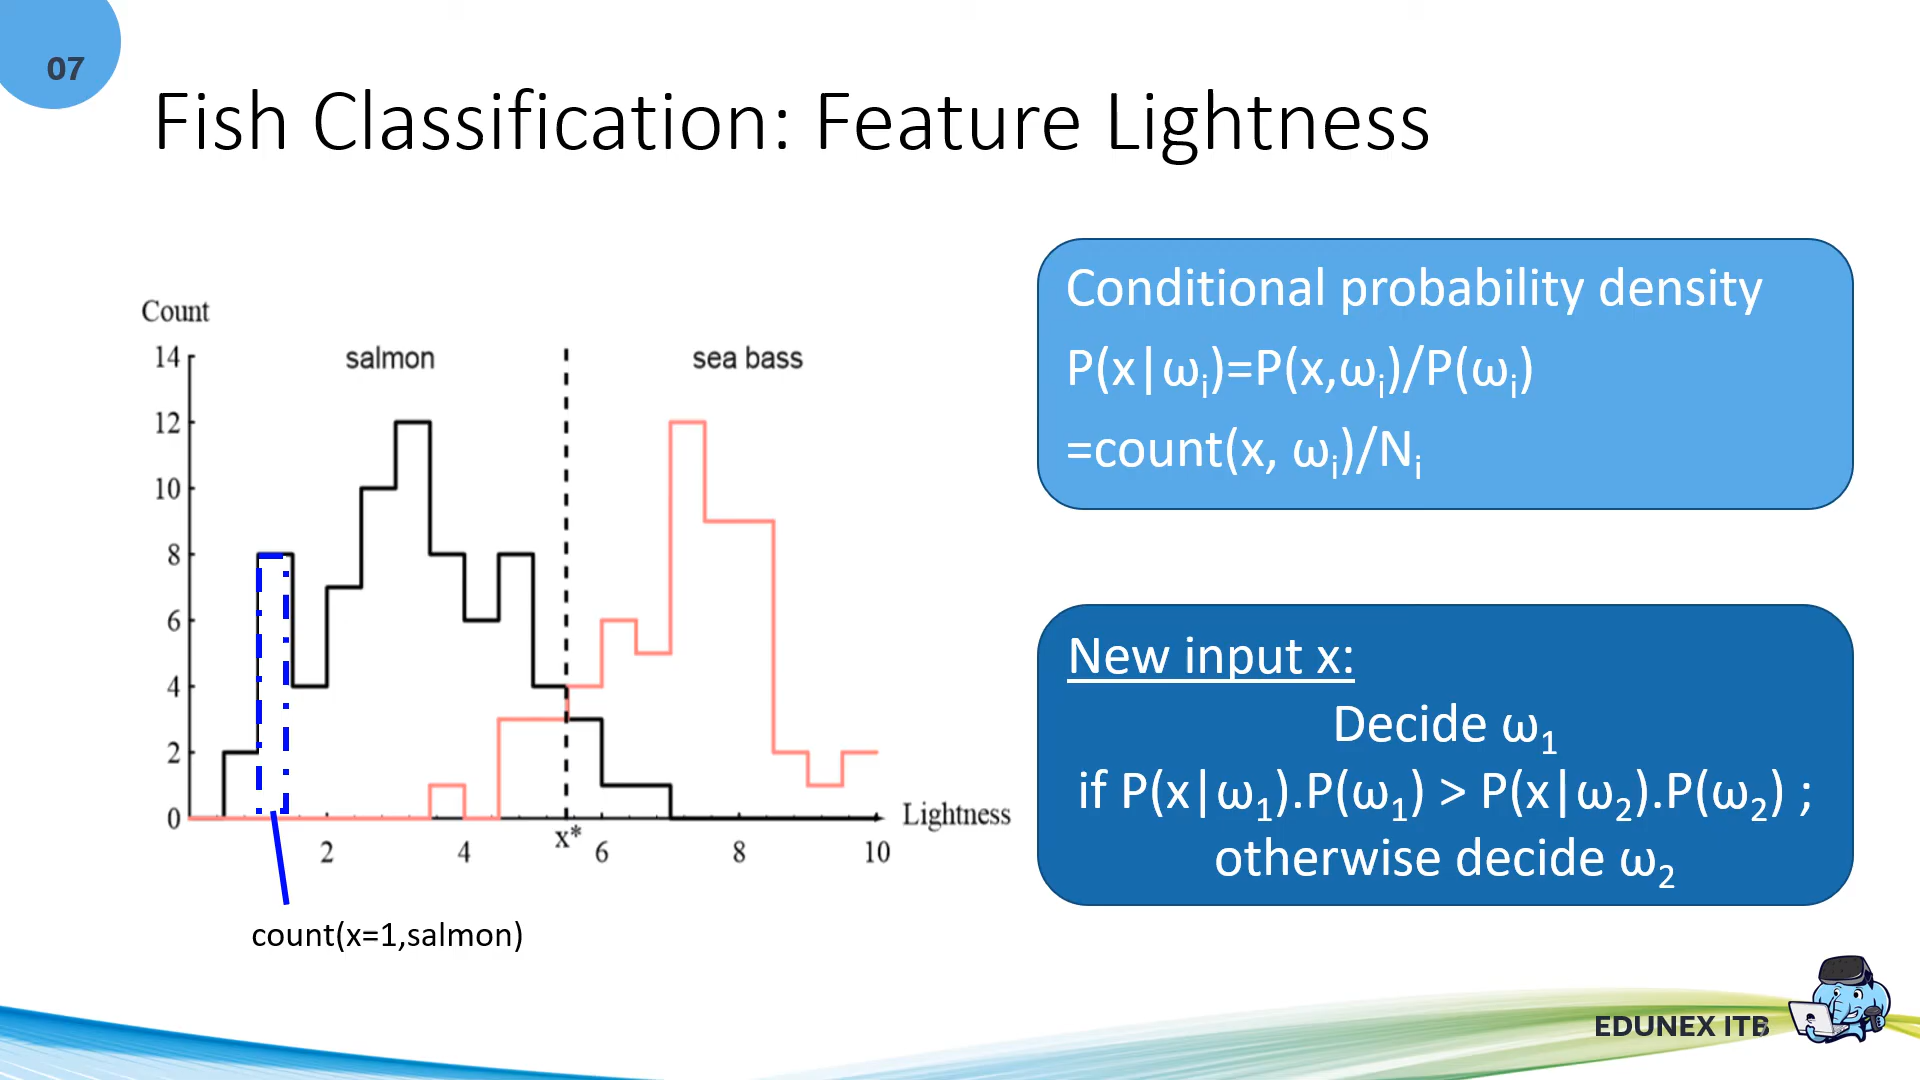 07
Fish Classification: Feature Lightness
Count
14
12
10
8
6
4
2
0
salmon
sea bass
2
4
x*
6
8
10
Lightness
count(x=1,salmon)
Conditional probability density
P(x|ωi)=P(x,ωi)/P(ωi)
=count(x, ωi)/Ni
New input x:
Decide ω1
if P(x|ω1).P(ω1) > P(x|ω2).P(ω2) ;
otherwise decide ω2
EDUNEX ITB